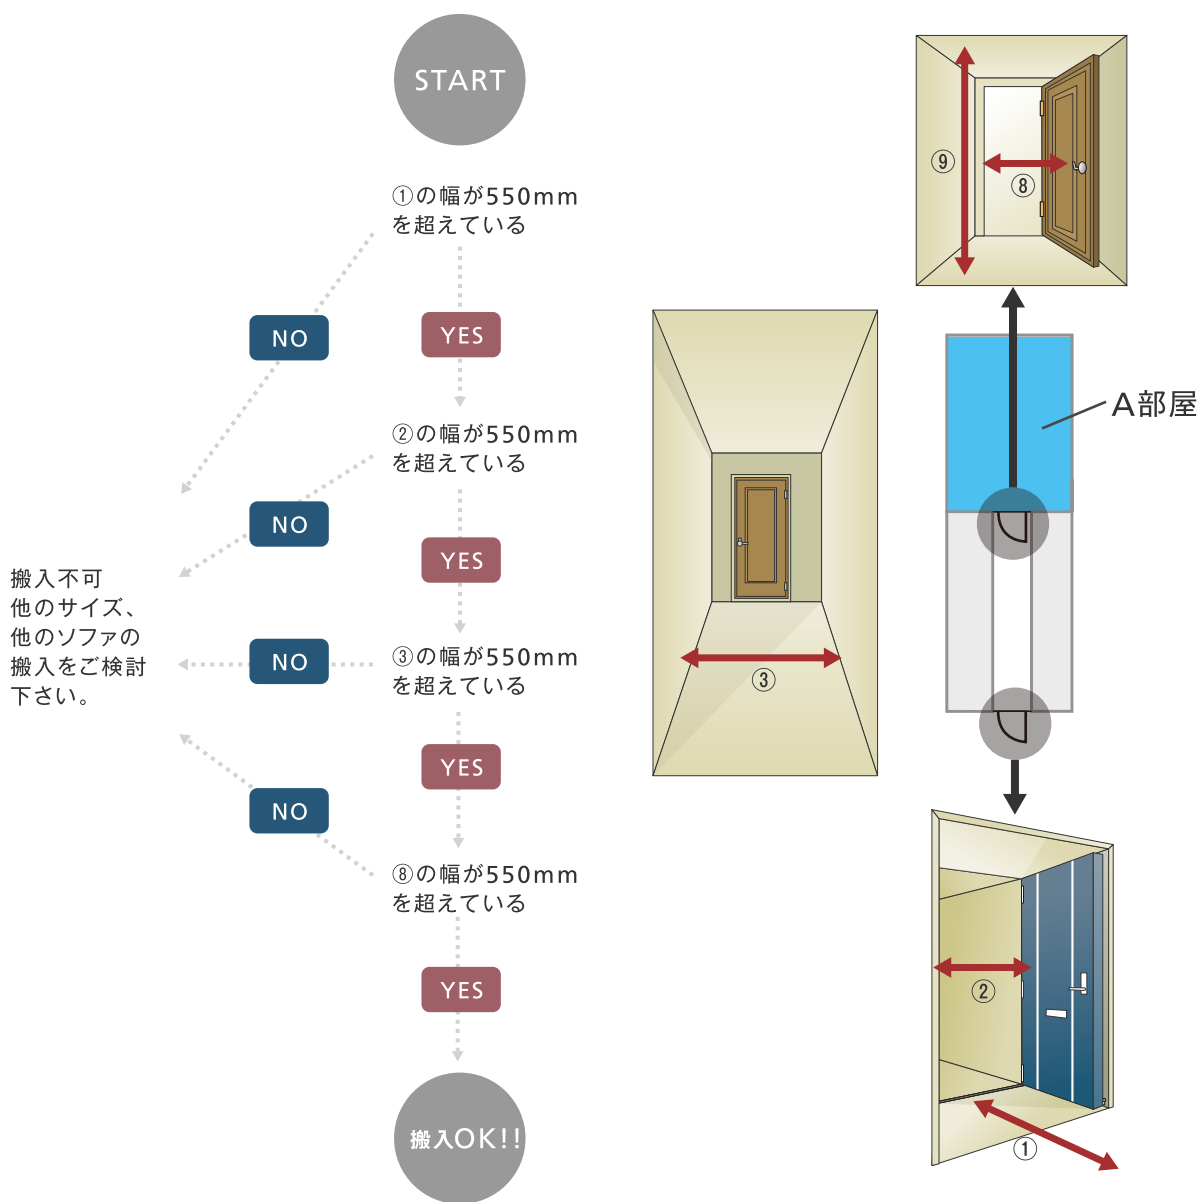 START
①の幅が550mm
を超えている
NO
YES
②の幅が550mm
を超えている
NO
YES
搬入不可
他のサイズ、
他のソファの
搬入をご検討
下さい。
③の幅が550mm
を超えている
NO
YES
⑧の幅が550mm
を超えている
NO
YES
搬入OK!!
③
⑨
⑧
A部屋
②
①